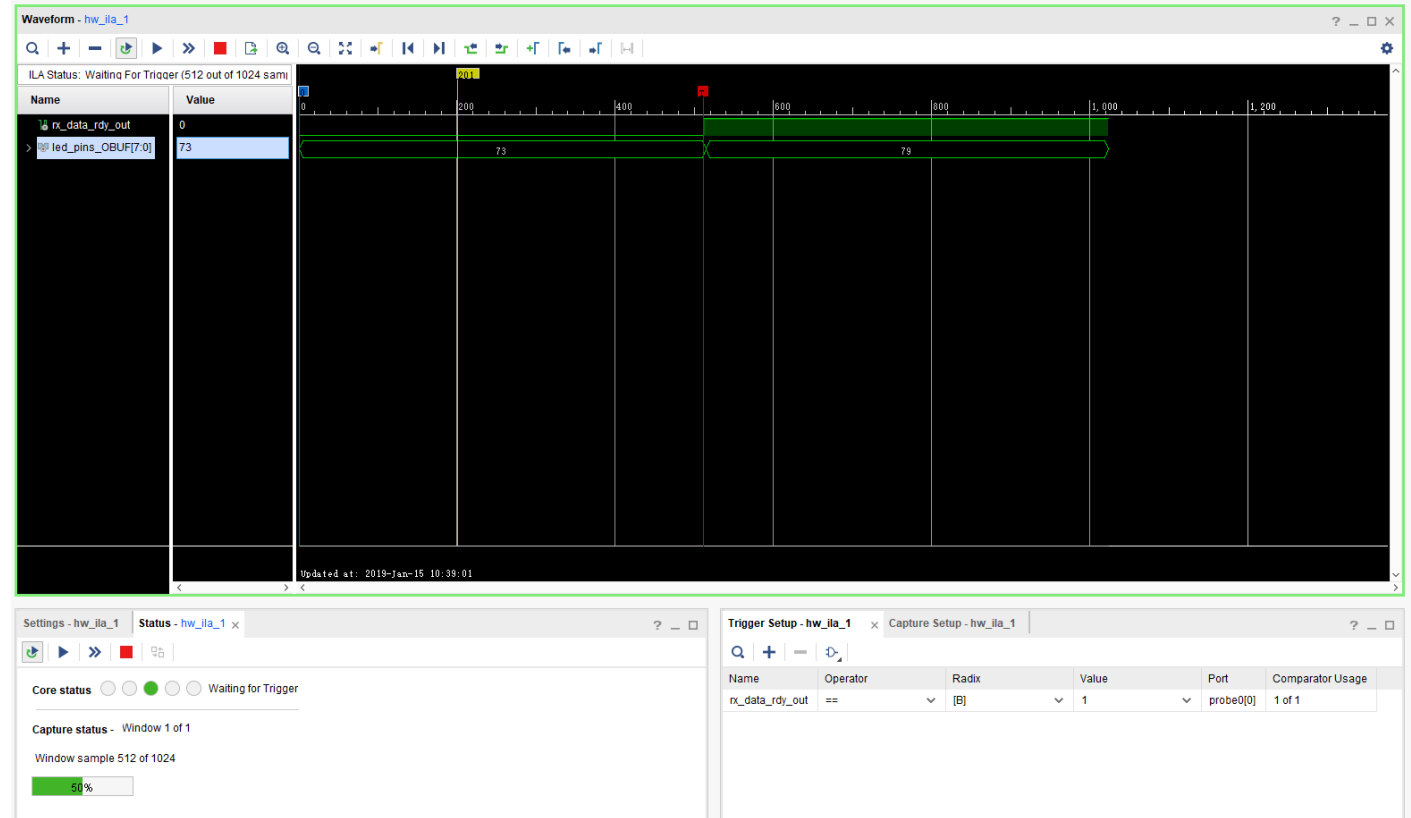 Waveform - hw_ila_1
ILA Status: Waiting For Trigger (512 out of 1024 samp
Name Value
rx_data_rdy_out 0
led_pins_OBUF[7:0] 73
201
T
0 200 400 600 800 1,000 1,200
73 79
Updated at: 2019-Jan-15 10:39:01
Settings - hw_ila_1 Status - hw_ila_1
Core status Waiting for Trigger
Capture status - Window 1 of 1
Window sample 512 of 1024
50%
Trigger Setup - hw_ila_1 Capture Setup - hw_ila_1
Name Operator Radix Value Port Comparator Usage
rx_data_rdy_out == [B] 1 probe0[0] 1 of 1